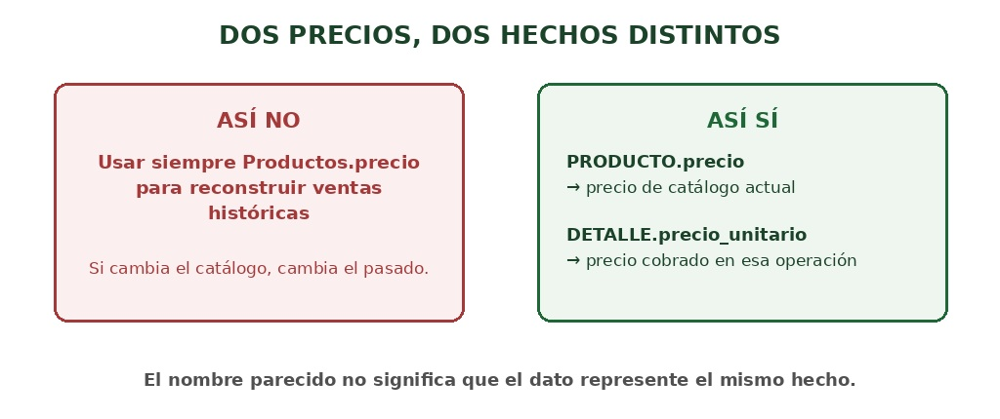 DOS PRECIOS, DOS HECHOS DISTINTOS
ASÍ NO
Usar siempre Productos.precio
para reconstruir ventas
históricas
Si cambia el catálogo, cambia el pasado.
ASÍ SÍ
PRODUCTO.precio
→ precio de catálogo actual
DETALLE.precio_unitario
→ precio cobrado en esa operación
El nombre parecido no significa que el dato represente el mismo hecho.